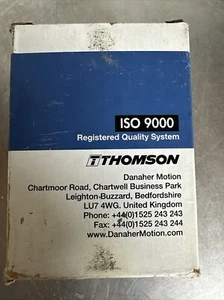 ISO 9000
Registered Quality System
THOMSON
Danaher Motion
Chartmoor Road, Chartwell Business Park
Leighton-Buzzard, Bedfordshire
LU7 4WG. United Kingdom
Phone: +44(0)1525 243 243
Fax: +44(0)1525 243 244
www.DanaherMotion.com